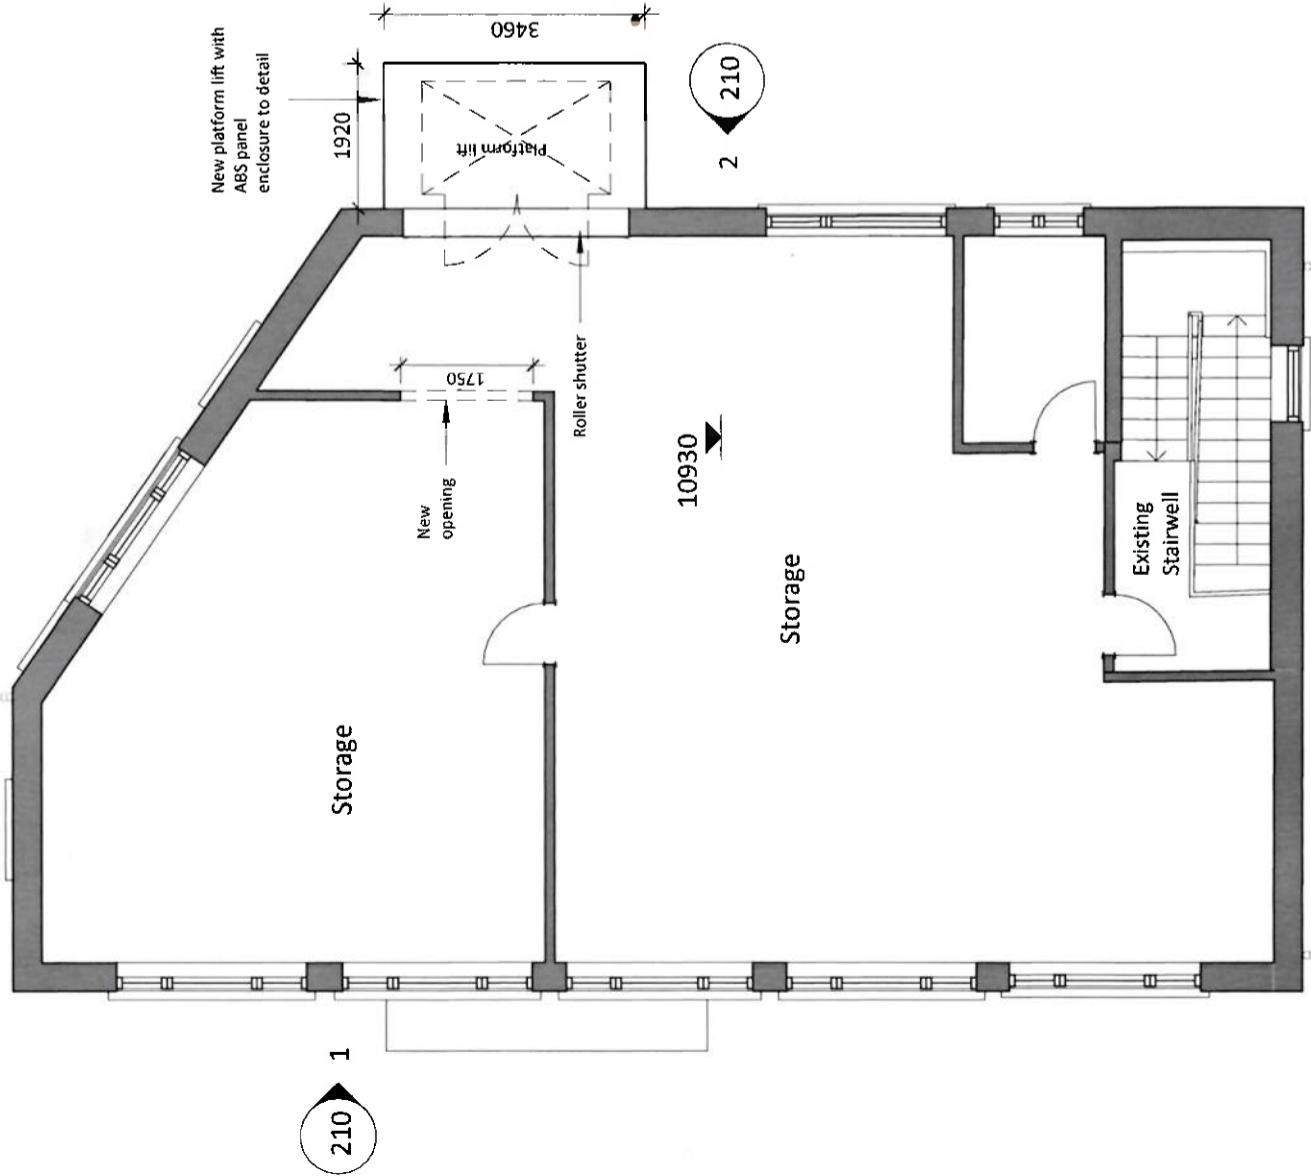 New platform lift with
ABS panel
enclosure to detail
1920
3460
Platform lift
210
2
1750
Roller shutter
New
opening
10930
Existing
Stairwell
Storage
Storage
1
210